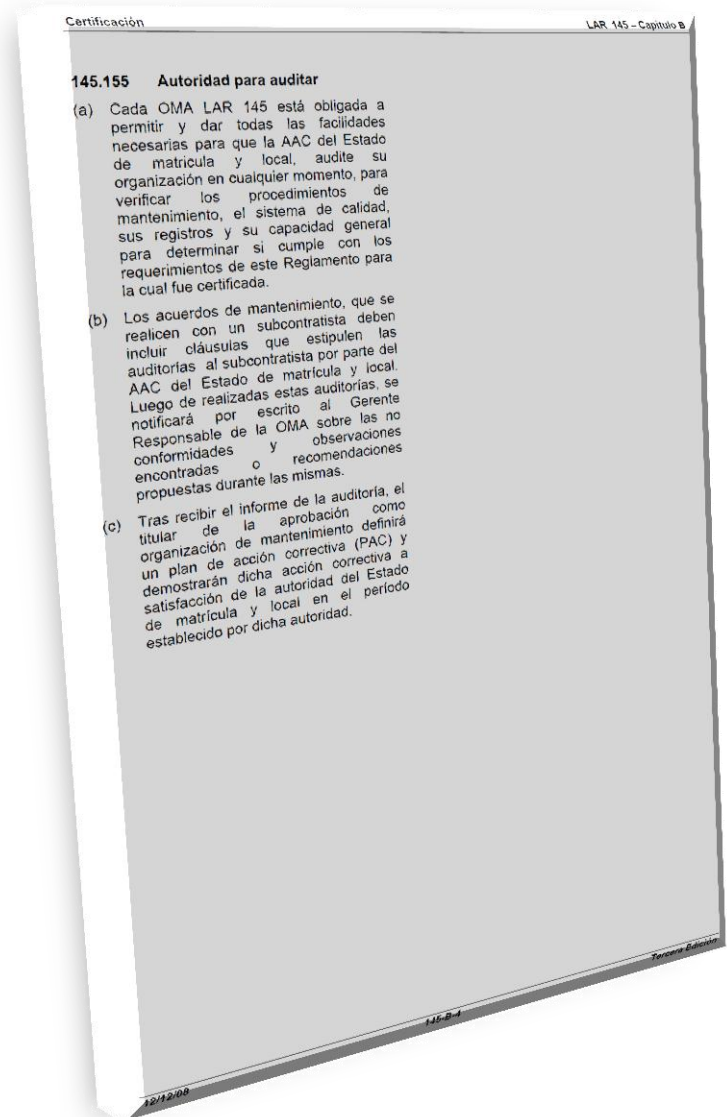 Certificación LAR 145 – Capítulo B
145.155 Autoridad para auditar
(a) Cada OMA LAR 145 está obligada a
permitir y dar todas las facilidades
necesarias para que la AAC del Estado
de matricula y local, audite su
organización en cualquier momento, para
verificar los procedimientos de
mantenimiento, el sistema de calidad,
sus registros y su capacidad general
para determinar si cumple con los
requerimientos de este Reglamento para
la cual fue certificada.
(b) Los acuerdos de mantenimiento, que se
realicen con un subcontratista deben
incluir cláusulas que estipulen las
auditorías al subcontratista por parte del
AAC del Estado de matrícula y local.
Luego de realizadas estas auditorías, se
notificará por escrito al Gerente
Responsable de la OMA sobre las no
conformidades y observaciones
encontradas o recomendaciones
propuestas durante las mismas.
(c) Tras recibir el informe de la auditoría, el
titular de la aprobación como
organización de mantenimiento definirá
un plan de acción correctiva (PAC) y
demostrarán dicha acción correctiva a
satisfacción de la autoridad del Estado
de matrícula y local en el período
establecido por dicha autoridad.
12/12/08 145-B-4 Tercera Edición